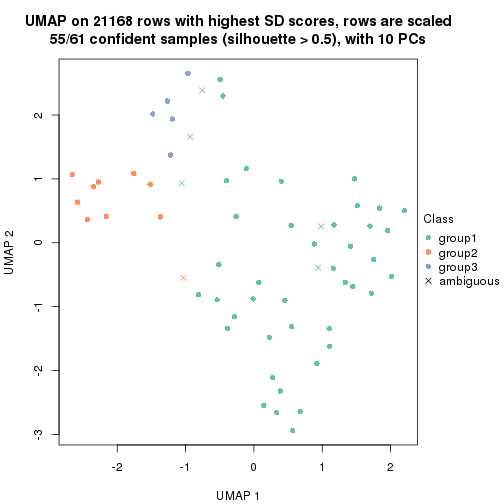 UMAP on 21168 rows with highest SD scores, rows are scaled
55/61 confident samples (silhouette > 0.5), with 10 PCs
2
1
0
-1
-2
-3
UMAP 2
-2
-1
0
1
2
UMAP 1
Class
group1
group2
group3
ambiguous